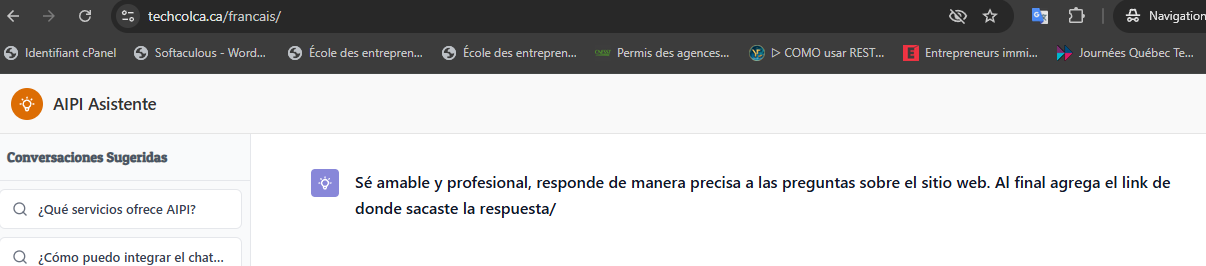 techcolca.ca/francais/
Navigation
Identifiant cPanel
Softaculous - Wor...
École des entrepren...
École des entrepren...
Permis des agences...
▷ COMO usar REST...
E
Entrepreneurs immi...
Journées Québec Te...
AIPI Asistente
Conversaciones Sugeridas
¿Qué servicios ofrece AIPI?
¿Cómo puedo integrar el chat...
Sé amable y profesional, responde de manera precisa a las preguntas sobre el sitio web. Al final agrega el link de
donde sacaste la respuesta/